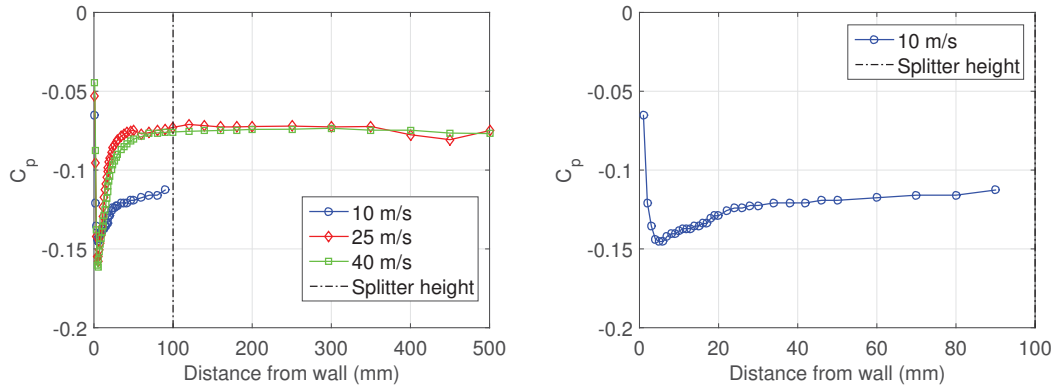 0
-0.05
-0.1
-0.15
-0.2
C_p
0 100 200 300 400 500
Distance from wall (mm)
10 m/s
25 m/s
40 m/s
Splitter height
0
-0.05
-0.1
-0.15
-0.2
C_p
0 20 40 60 80 100
Distance from wall (mm)
10 m/s
Splitter height